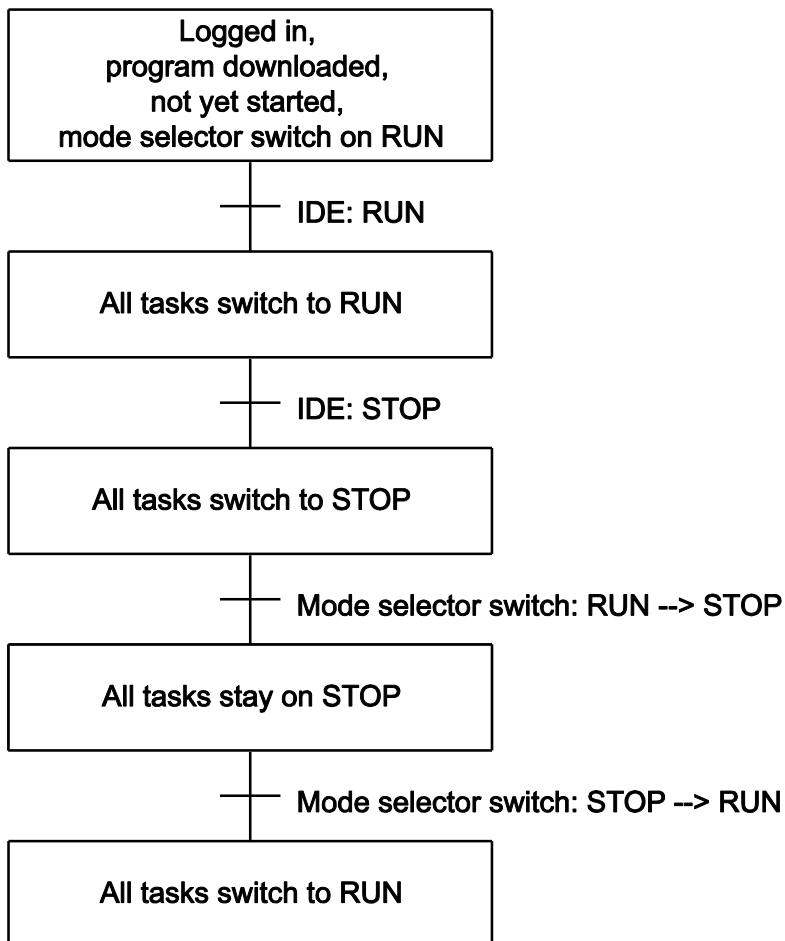 Logged in,
program downloaded,
not yet started,
mode selector switch on RUN
IDE: RUN
All tasks switch to RUN
IDE: STOP
All tasks switch to STOP
Mode selector switch: RUN --> STOP
All tasks stay on STOP
Mode selector switch: STOP --> RUN
All tasks switch to RUN